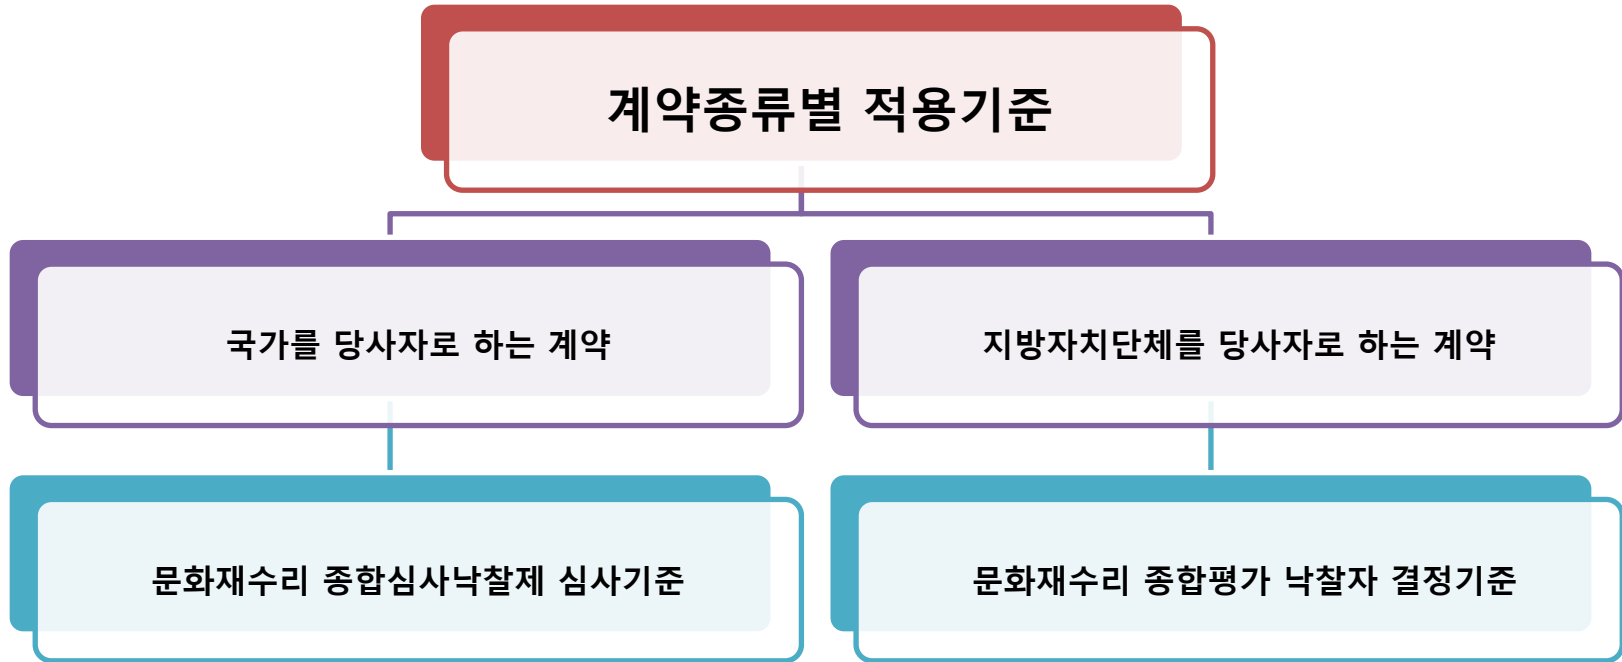 계약종류별 적용기준
국가를 당사자로 하는 계약
지방자치단체를 당사자로 하는 계약
문화재수리 종합심사낙찰제 심사기준
문화재수리 종합평가 낙찰자 결정기준